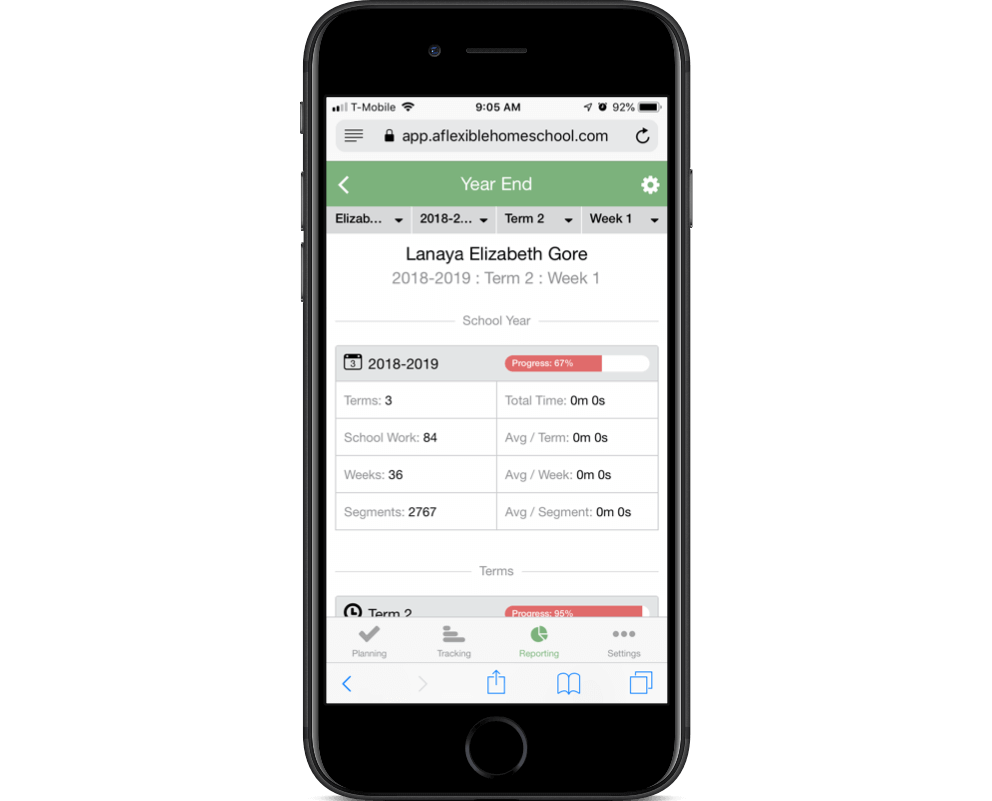 T-Mobile 9:05 AM 92%
app.aflexiblehomeschool.com
Year End
Elizab... 2018-2... Term 2 Week 1
Lanaya Elizabeth Gore
2018-2019 : Term 2 : Week 1
School Year
3 2018-2019 Progress: 67%
Terms: 3 Total Time: 0m 0s
School Work: 84 Avg / Term: 0m 0s
Weeks: 36 Avg / Week: 0m 0s
Segments: 2767 Avg / Segment: 0m 0s
Terms
Term 2 Progress: 95%
Planning Tracking Reporting Settings